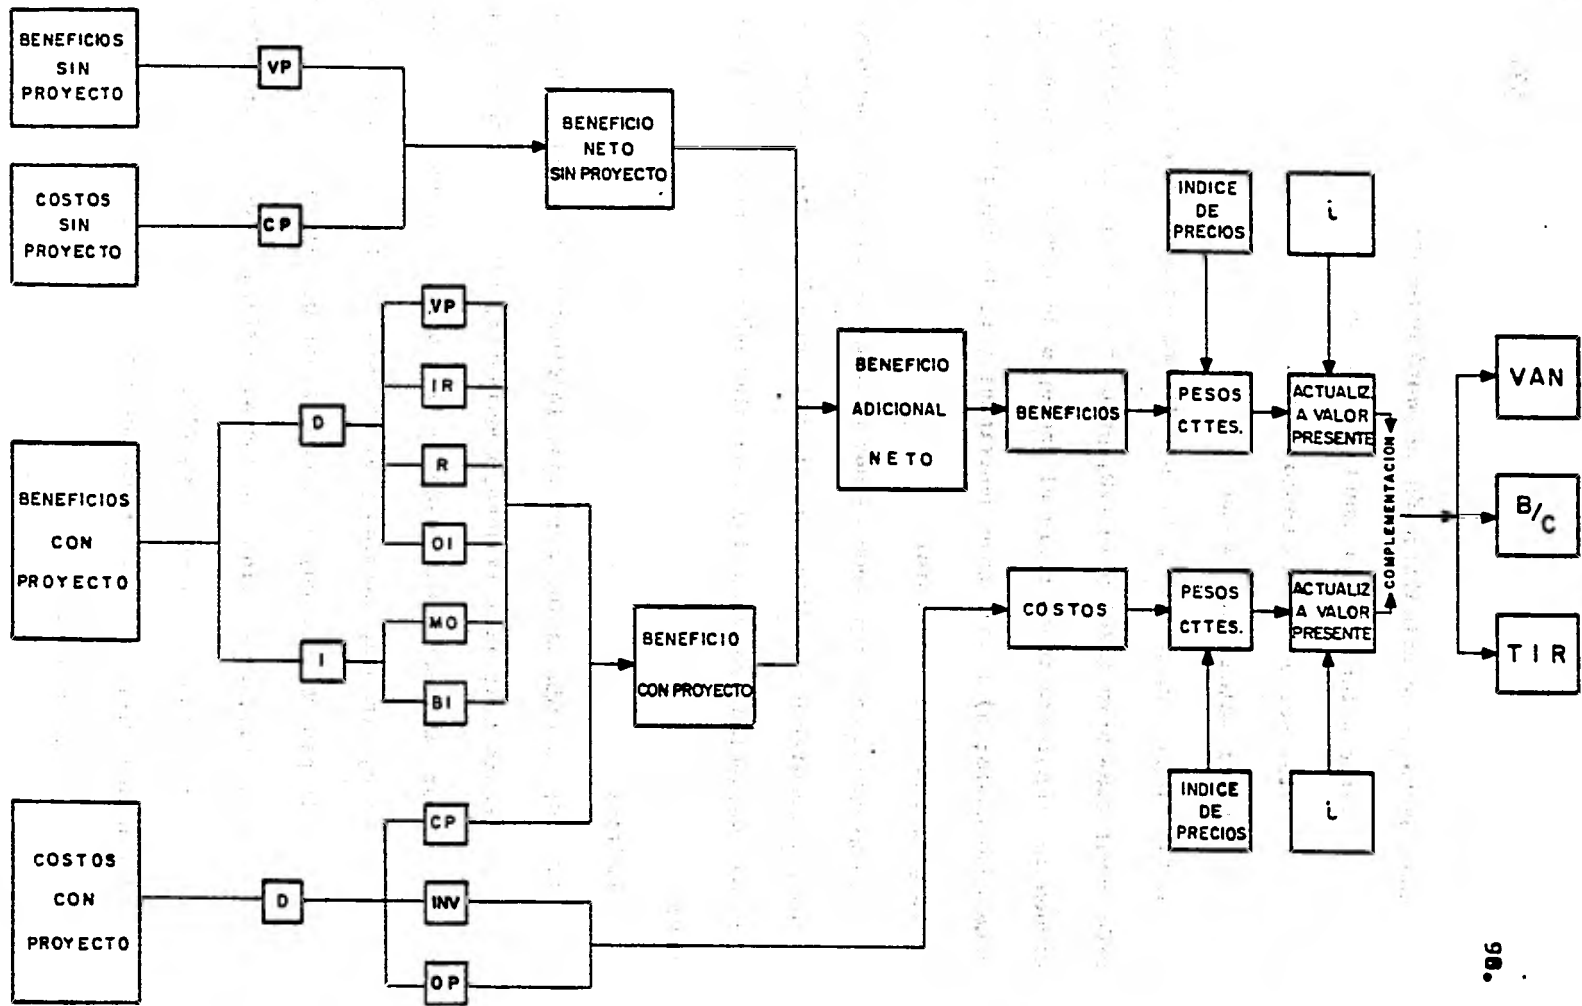 BENEFICIOS
SIN
PROYECTO
VP
COSTOS
SIN
PROYECTO
CP
BENEFICIO
NETO
SIN PROYECTO
BENEFICIOS
CON
PROYECTO
D
I
VP
IR
R
OI
MO
BI
COSTOS
CON
PROYECTO
D
CP
INV
OP
BENEFICIO
CON PROYECTO
BENEFICIO
ADICIONAL
NETO
BENEFICIOS
COSTOS
INDICE
DE
PRECIOS
i
PESOS
CTTES.
ACTUALIZ.
A VALOR
PRESENTE
PESOS
CTTES.
ACTUALIZ
A VALOR
PRESENTE
INDICE
DE
PRECIOS
i
COMPLEMENTACION
VAN
B/C
TIR
96.